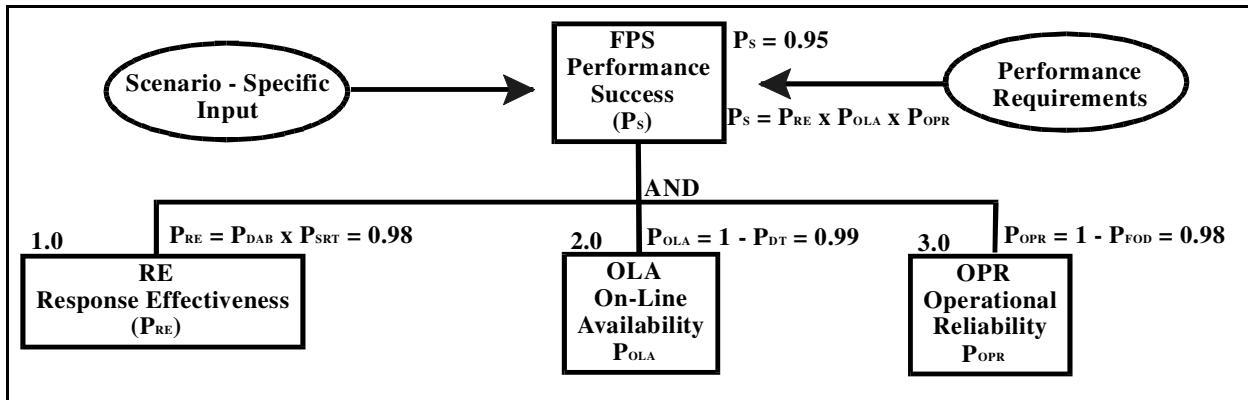 Scenario - Specific
Input
FPS
Performance
Success
(PS)
PS = 0.95
PS = PRE x POLA x POPR
Performance
Requirements
AND
1.0
PRE = PDAB x PSRT = 0.98
RE
Response Effectiveness
(PRE)
2.0
POLA = 1 - PDT = 0.99
OLA
On-Line
Availability
POLA
3.0
POPR = 1 - PFOD = 0.98
OPR
Operational
Reliability
POPR